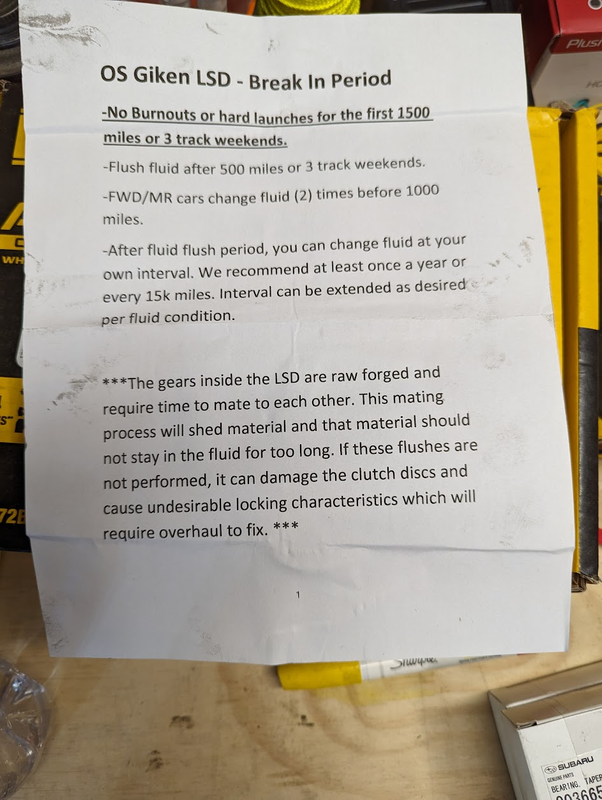 OS Giken LSD - Break In Period
-No Burnouts or hard launches for the first 1500
miles or 3 track weekends.
-Flush fluid after 500 miles or 3 track weekends.
-FWD/MR cars change fluid (2) times before 1000
miles.
-After fluid flush period, you can change fluid at your
own interval. We recommend at least once a year or
every 15k miles. Interval can be extended as desired
per fluid condition.
***The gears inside the LSD are raw forged and
require time to mate to each other. This mating
process will shed material and that material should
not stay in the fluid for too long. If these flushes are
not performed, it can damage the clutch discs and
cause undesirable locking characteristics which will
require overhaul to fix. ***
1
Sharpie
SUBARU
GENUINE PARTS
BEARING, TAPER